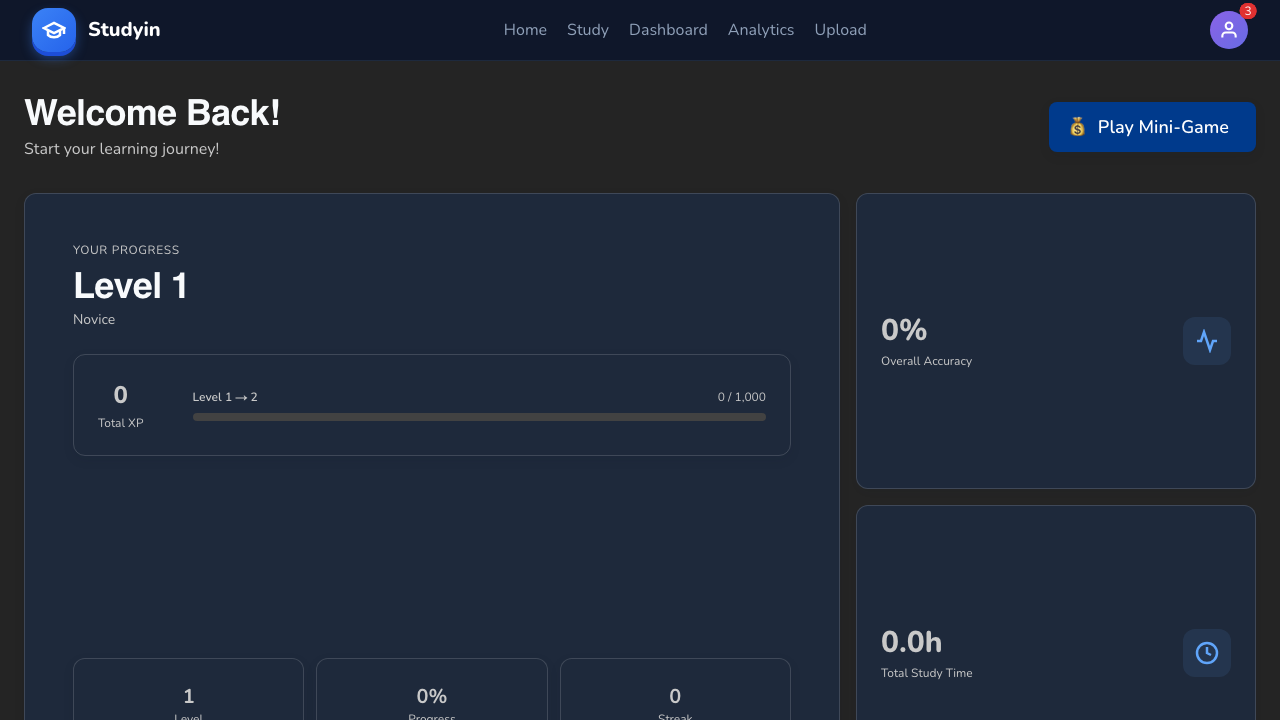 Studyin
Home Study Dashboard Analytics Upload
3
Welcome Back!
Start your learning journey!
Play Mini-Game
YOUR PROGRESS
Level 1
Novice
0
Total XP
Level 1 → 2
0 / 1,000
1
Level
0%
Progress
0
Streak
0%
Overall Accuracy
0.0h
Total Study Time